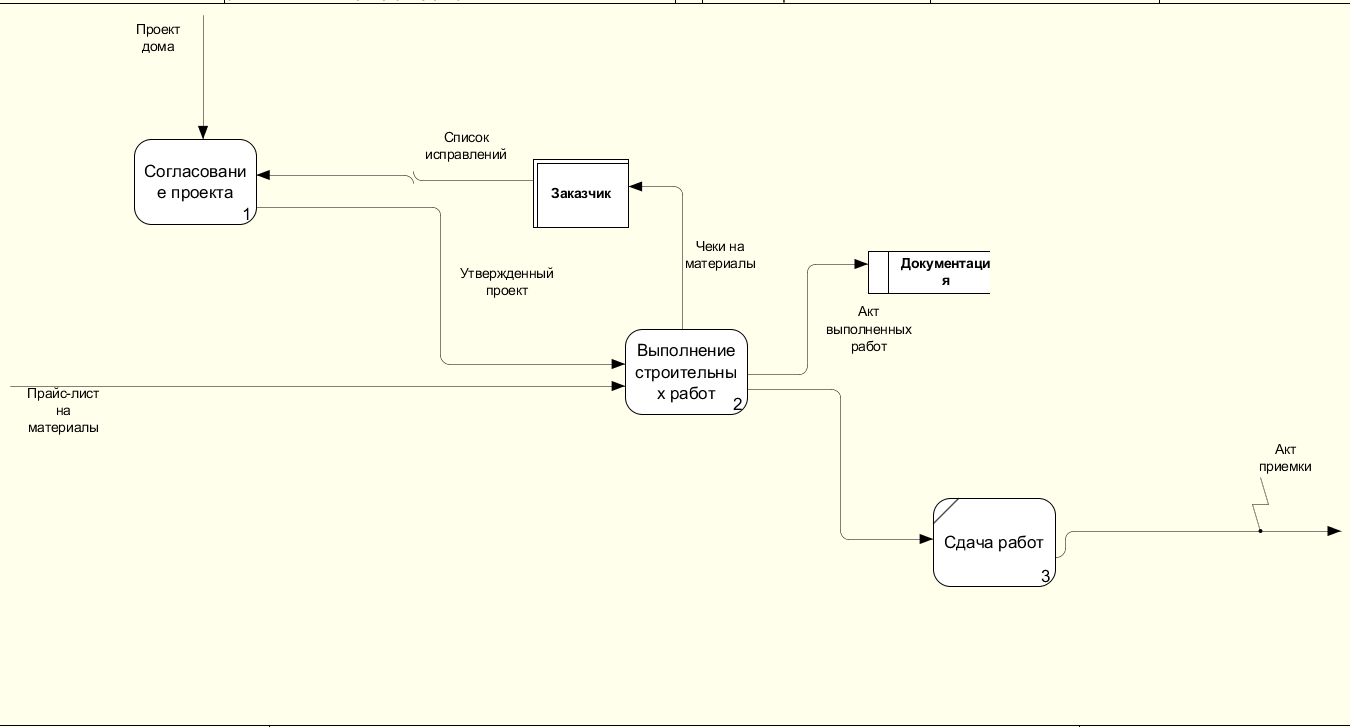 Проект
дома
Согласовани
е проекта
1
Список
исправлений
Заказчик
Чеки на
материалы
Утвержденный
проект
Документаци
я
Акт
выполненных
работ
Выполнение
строительны
х работ
2
Прайс-лист
на
материалы
Сдача работ
3
Акт
приемки